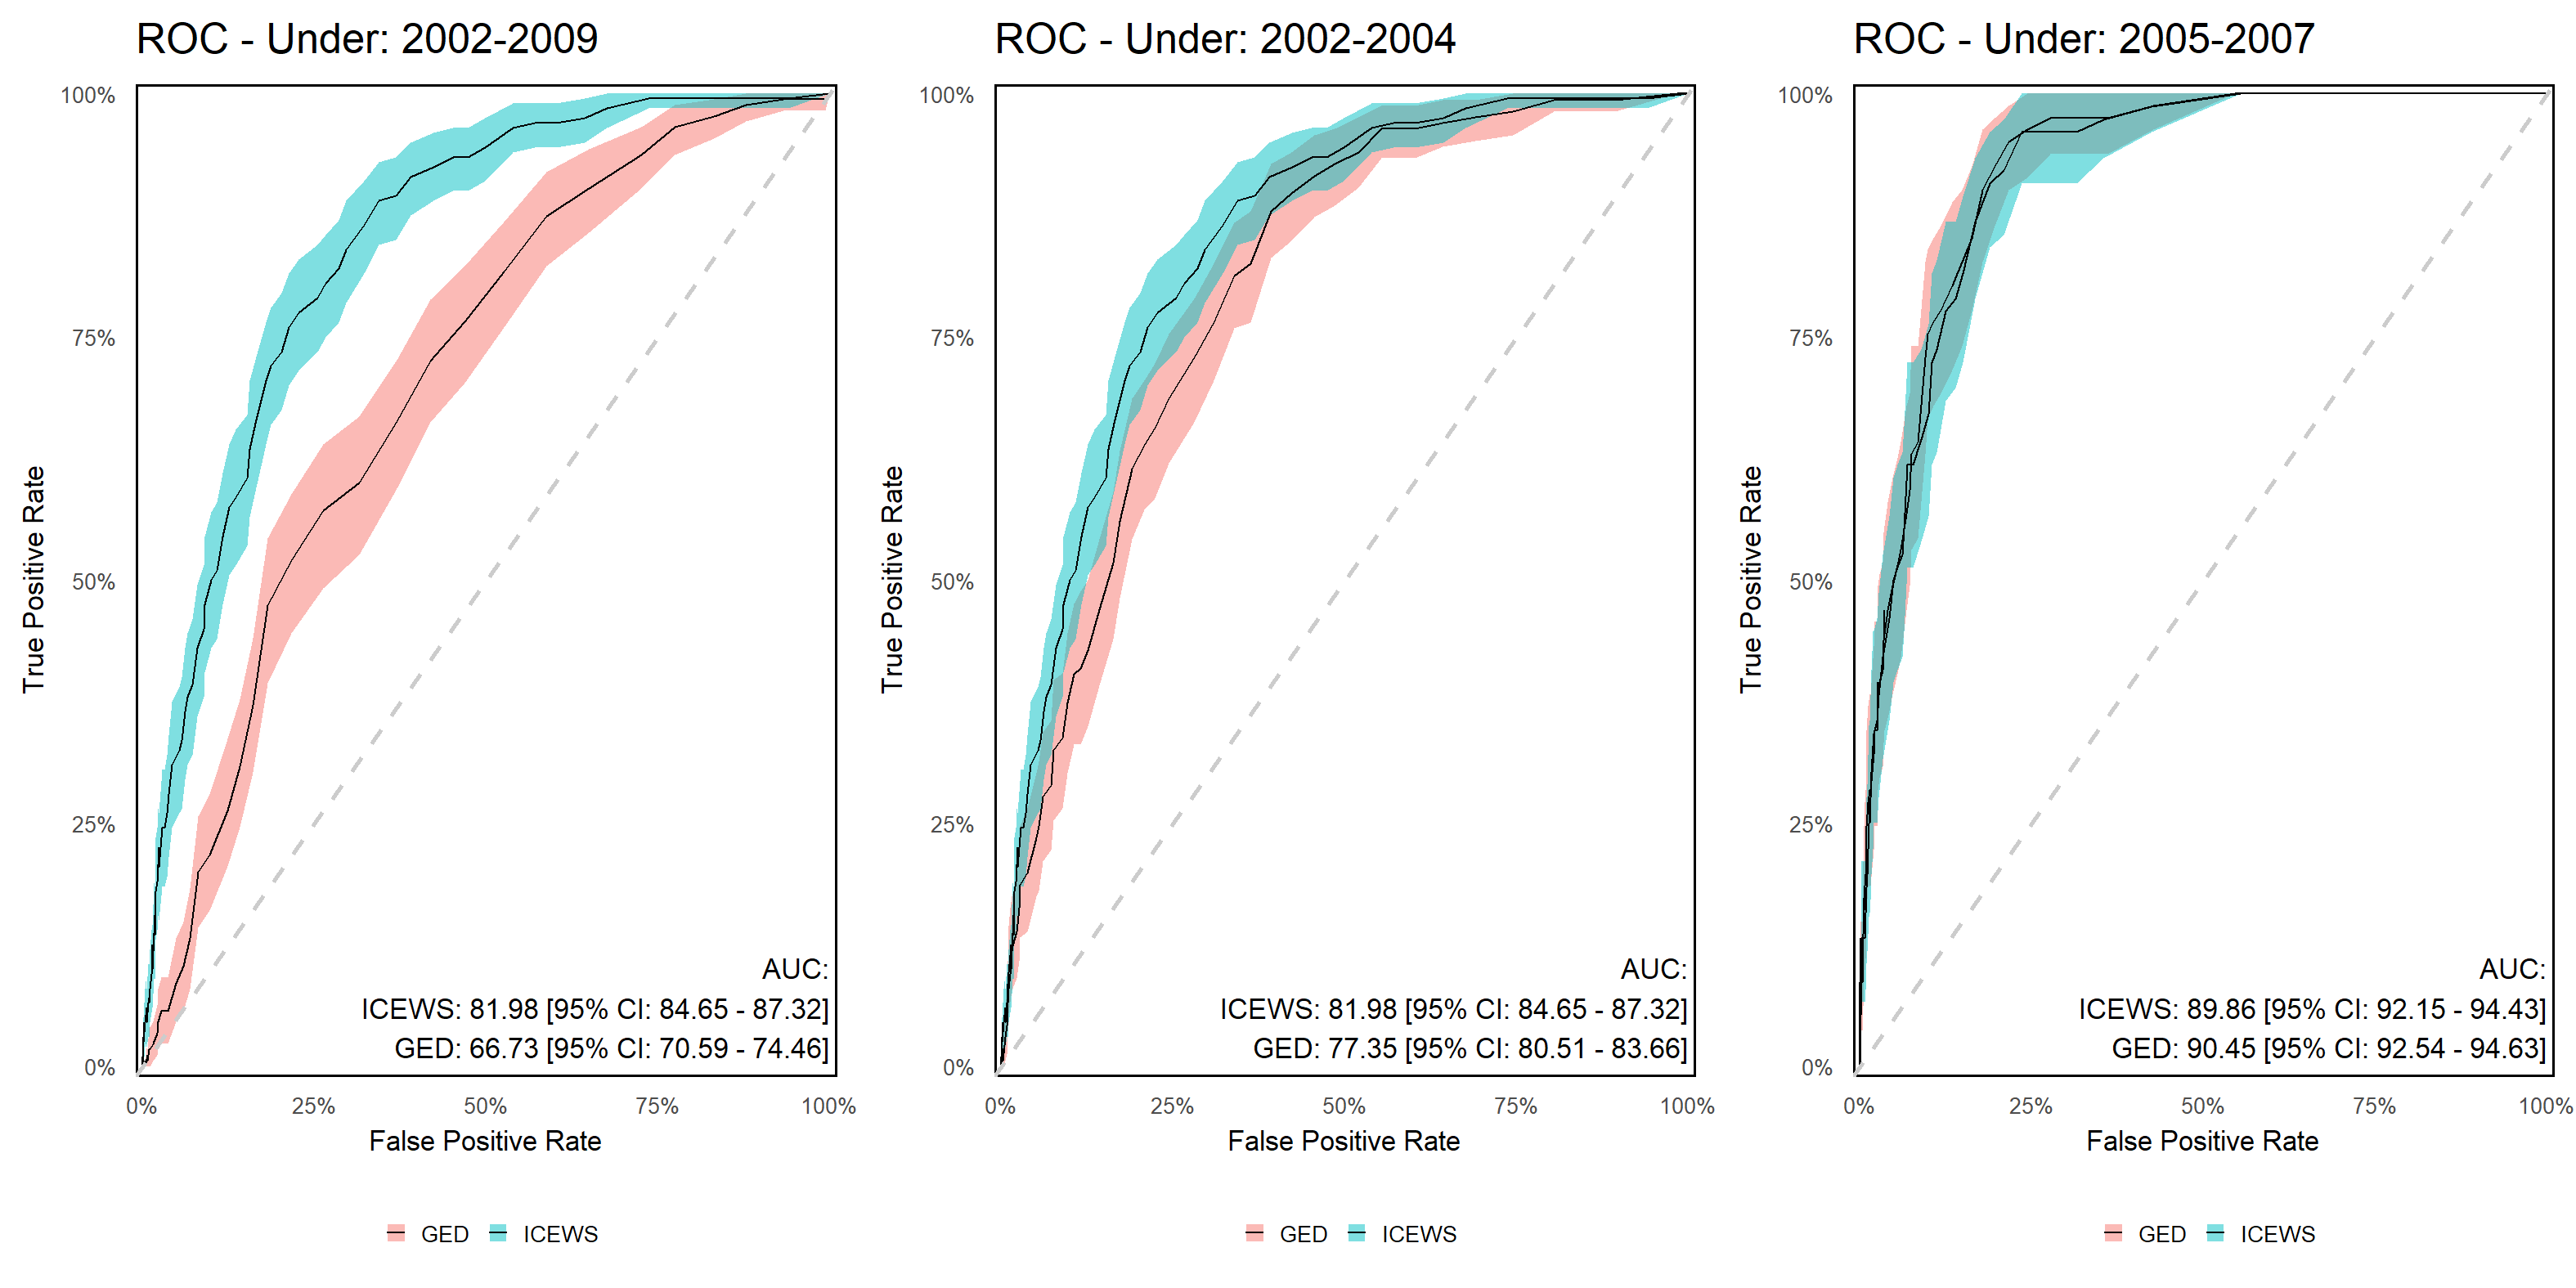 ROC - Under: 2002-2009
100%
75%
50%
25%
0%
True Positive Rate
AUC:
ICEWS: 81.98 [95% CI: 84.65 - 87.32]
GED: 66.73 [95% CI: 70.59 - 74.46]
0% 25% 50% 75% 100%
False Positive Rate
GED ICEWS
ROC - Under: 2002-2004
100%
75%
50%
25%
0%
True Positive Rate
AUC:
ICEWS: 81.98 [95% CI: 84.65 - 87.32]
GED: 77.35 [95% CI: 80.51 - 83.66]
0% 25% 50% 75% 100%
False Positive Rate
GED ICEWS
ROC - Under: 2005-2007
100%
75%
50%
25%
0%
True Positive Rate
AUC:
ICEWS: 89.86 [95% CI: 92.15 - 94.43]
GED: 90.45 [95% CI: 92.54 - 94.63]
0% 25% 50% 75% 100%
False Positive Rate
GED ICEWS